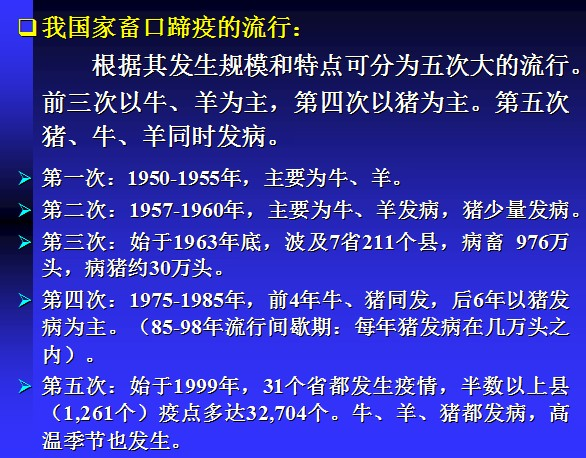 ❑ 我国家畜口蹄疫的流行：
根据其发生规模和特点可分为五次大的流行。
前三次以牛、羊为主，第四次以猪为主。第五次
猪、牛、羊同时发病。
➢ 第一次：1950-1955年，主要为牛、羊。
➢ 第二次：1957-1960年，主要为牛、羊发病，猪少量发病。
➢ 第三次：始于1963年底，波及7省211个县，病畜 976万
头，病猪约30万头。
➢ 第四次：1975-1985年，前4年牛、猪同发，后6年以猪发
病为主。（85-98年流行间歇期：每年猪发病在几万头之
内）。
➢ 第五次：始于1999年，31个省都发生疫情，半数以上县
（1,261个）疫点多达32,704个。牛、羊、猪都发病，高
温季节也发生。